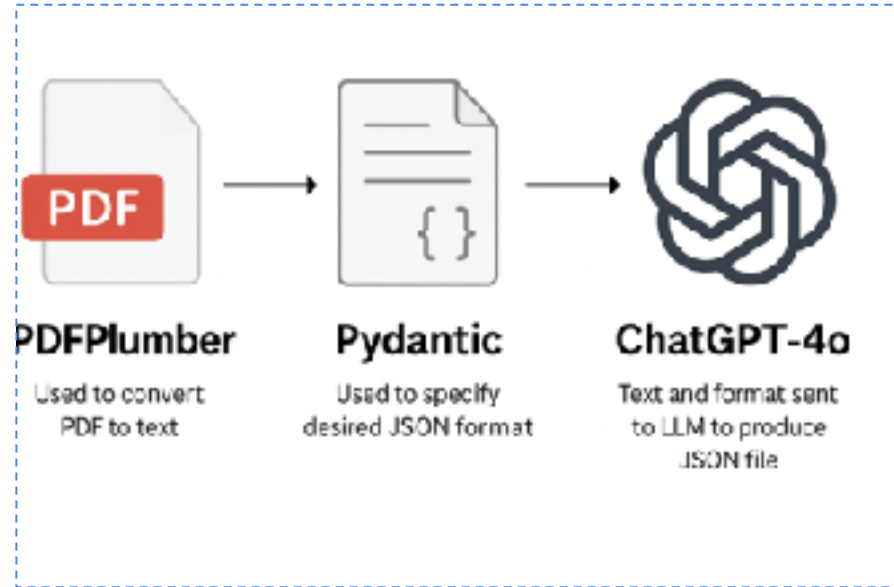 PDF
{ }
PDFPlumber
Used to convert
PDF to text
Pydantic
Used to specify
desired JSON format
ChatGPT-4o
Text and format sent
to LLM to produce
JSON file